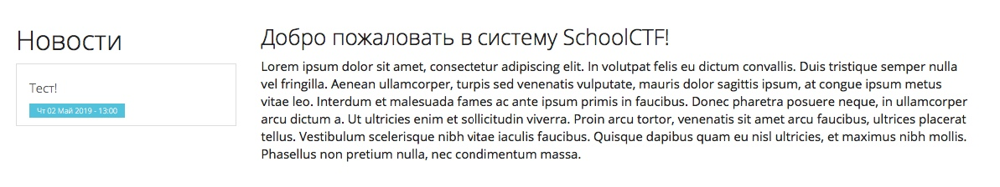 Новости
Тест!
Чт 02 Май 2019 - 13:00
Добро пожаловать в систему SchoolCTF!
Lorem ipsum dolor sit amet, consectetur adipiscing elit. In volutpat felis eu dictum convallis. Duis tristique semper nulla
vel fringilla. Aenean ullamcorper, turpis sed venenatis vulputate, mauris dolor sagittis ipsum, at congue ipsum metus
vitae leo. Interdum et malesuada fames ac ante ipsum primis in faucibus. Donec pharetra posuere neque, in ullamcorper
arcu dictum a. Ut ultricies enim et sollicitudin viverra. Proin arcu tortor, venenatis sit amet arcu faucibus, ultrices placerat
tellus. Vestibulum scelerisque nibh vitae iaculis faucibus. Quisque dapibus quam eu nisl ultricies, et maximus nibh mollis.
Phasellus non pretium nulla, nec condimentum massa.